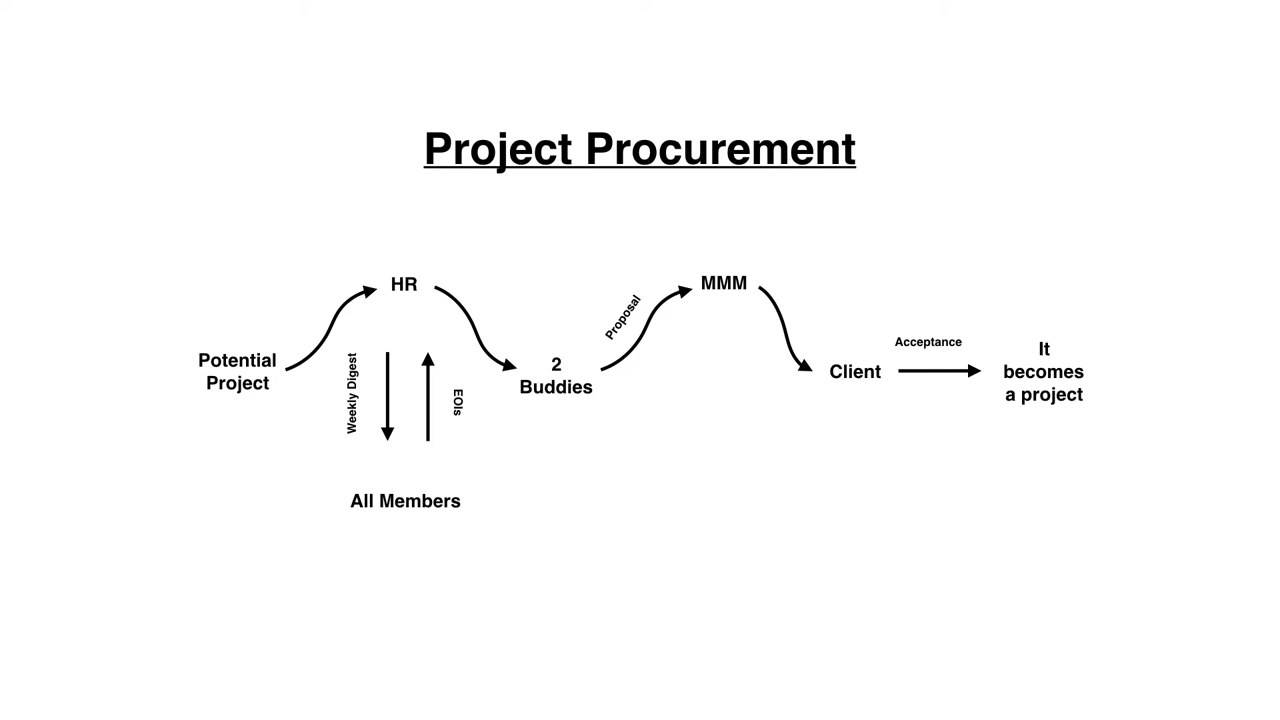 Project Procurement
HR
MMM
Proposal
Potential
Project
Weekly Digest
EOIs
2
Buddies
Client
Acceptance
It
becomes
a project
All Members